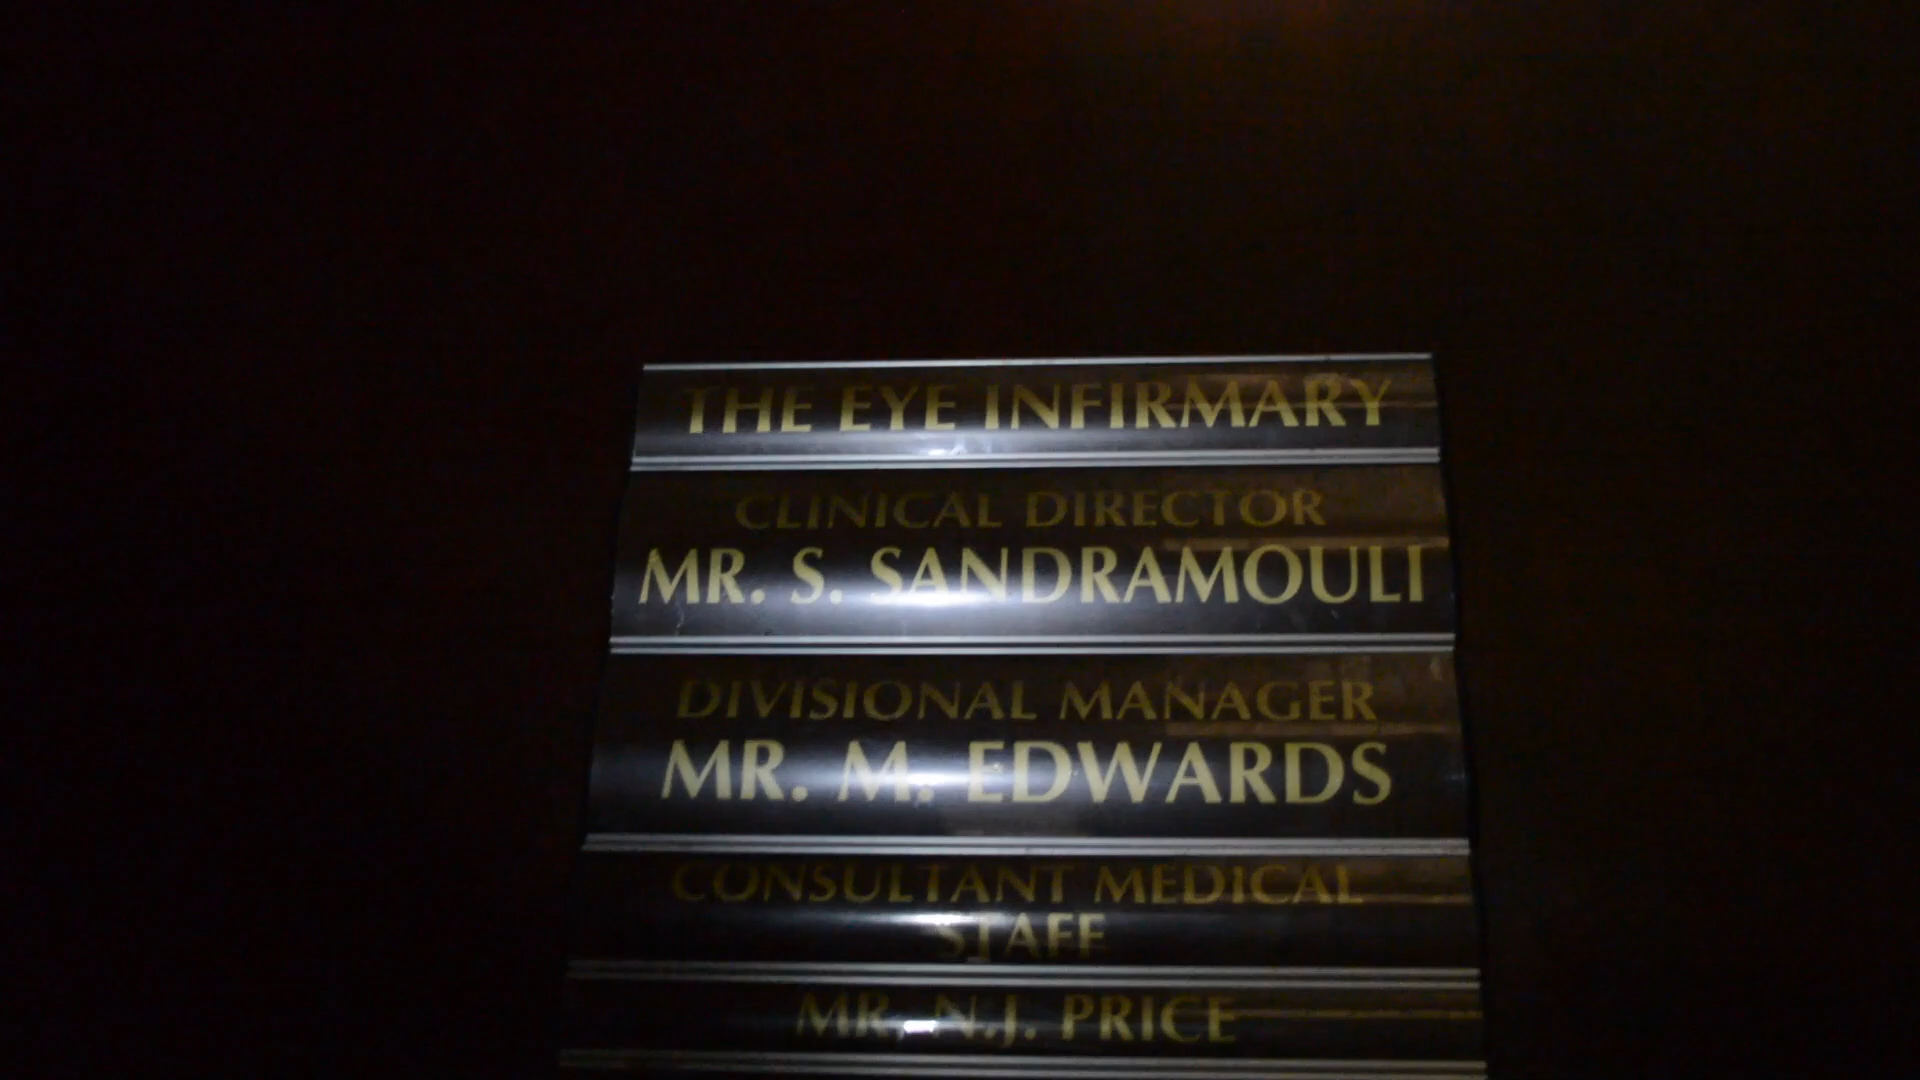 THE EYE INFIRMARY
CLINICAL DIRECTOR
MR. S. SANDRAMOULI
DIVISIONAL MANAGER
MR. M. EDWARDS
CONSULTANT MEDICAL
STAFF
MR. N.J. PRICE